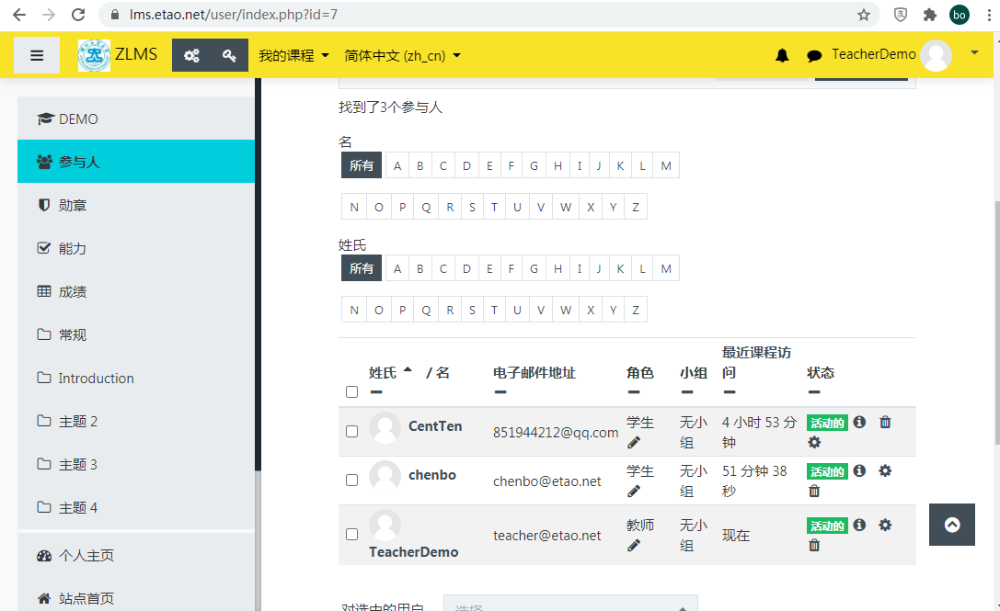 lms.etao.net/user/index.php?id=7
bo
ZLMS 我的课程 简体中文 (zh_cn) TeacherDemo
DEMO
参与人
勋章
能力
成绩
常规
Introduction
主题 2
主题 3
主题 4
个人主页
站点首页
找到了3个参与人
名
所有 A B C D E F G H I J K L M
N O P Q R S T U V W X Y Z
姓氏
所有 A B C D E F G H I J K L M
N O P Q R S T U V W X Y Z
姓氏 / 名 电子邮件地址 角色 小组 最近课程访问 状态
CentTen 851944212@qq.com 学生 无小组 4 小时 53 分钟 活动的
chenbo chenbo@etao.net 学生 无小组 51 分钟 38 秒 活动的
TeacherDemo teacher@etao.net 教师 无小组 现在 活动的
对选中的用户 选择